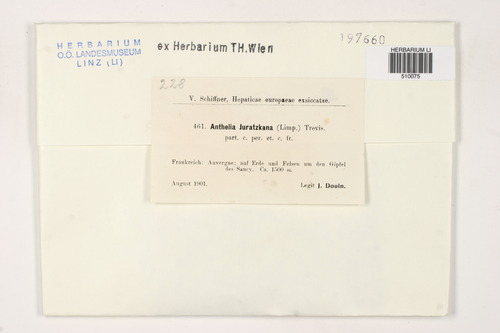 HERBARIUM
O.Ö. LANDESMUSEUM
LINZ (LI)
ex Herbarium TH.Wien
197660
HERBARIUM LI
510075
228
V. Schiffner, Hepaticae europaeae exsiccatae.
461. Anthelia Juratzkana (Limp.) Trevis.
part. c. per. et. c. fr.
Frankreich: Auvergne; auf Erde und Felsen um den Gipfel
des Sancy. Ca. 1500 m.
August 1901.
Legit J. Douin.